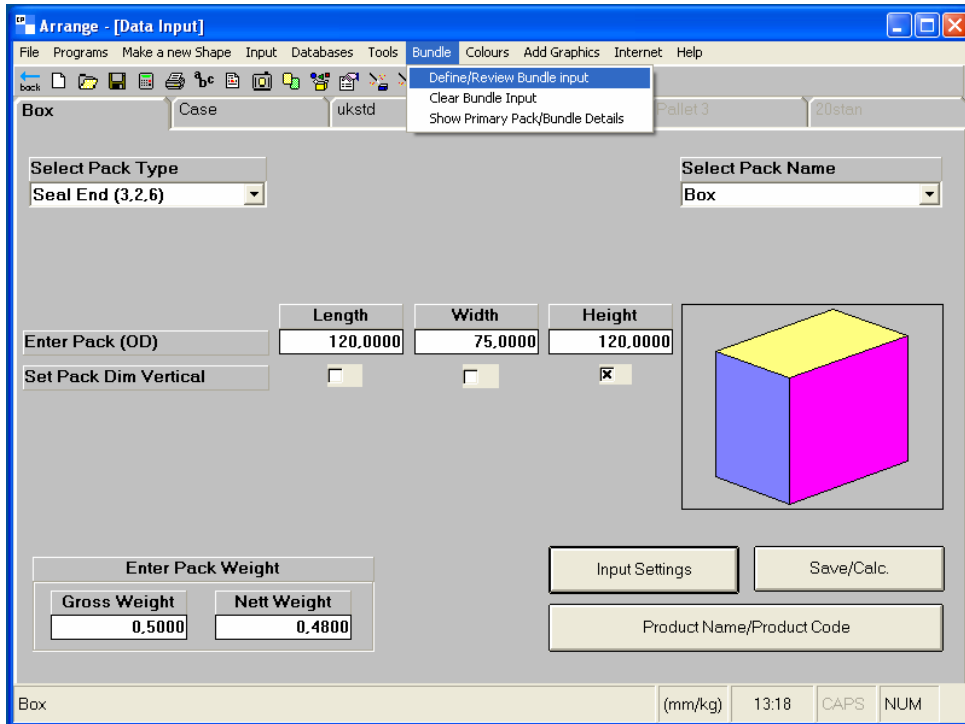 CP Arrange - [Data Input]
File Programs Make a new Shape Input Databases Tools Bundle Colours Add Graphics Internet Help
back abc
Define/Review Bundle input
Clear Bundle Input
Show Primary Pack/Bundle Details
Box Case ukstd Pallet 3 20stan
Select Pack Type Select Pack Name
Seal End (3,2,6) Box
Length Width Height
Enter Pack (OD) 120,0000 75,0000 120,0000
Set Pack Dim Vertical
Enter Pack Weight
Gross Weight Nett Weight
0,5000 0,4800
Input Settings Save/Calc.
Product Name/Product Code
Box (mm/kg) 13:18 CAPS NUM